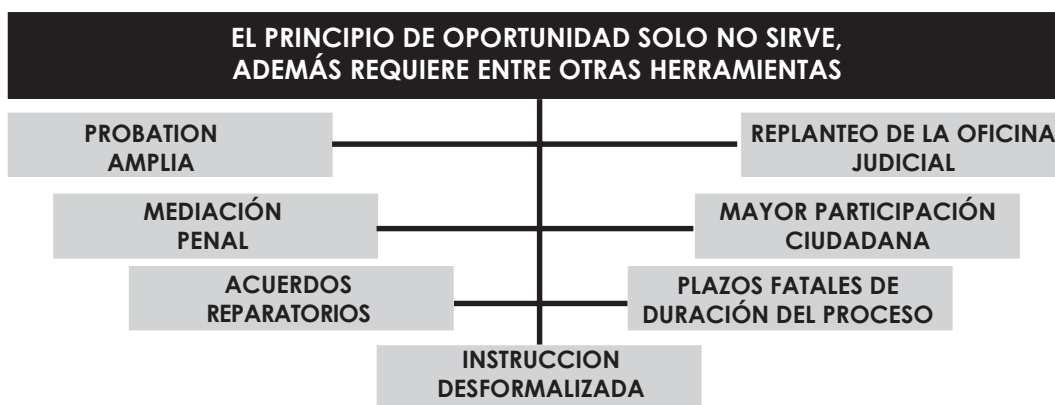 EL PRINCIPIO DE OPORTUNIDAD SOLO NO SIRVE,
ADEMÁS REQUIERE ENTRE OTRAS HERRAMIENTAS
PROBATION
AMPLIA
REPLANTEO DE LA OFICINA
JUDICIAL
MEDIACIÓN
PENAL
MAYOR PARTICIPACIÓN
CIUDADANA
ACUERDOS
REPARATORIOS
PLAZOS FATALES DE
DURACIÓN DEL PROCESO
INSTRUCCION
DESFORMALIZADA